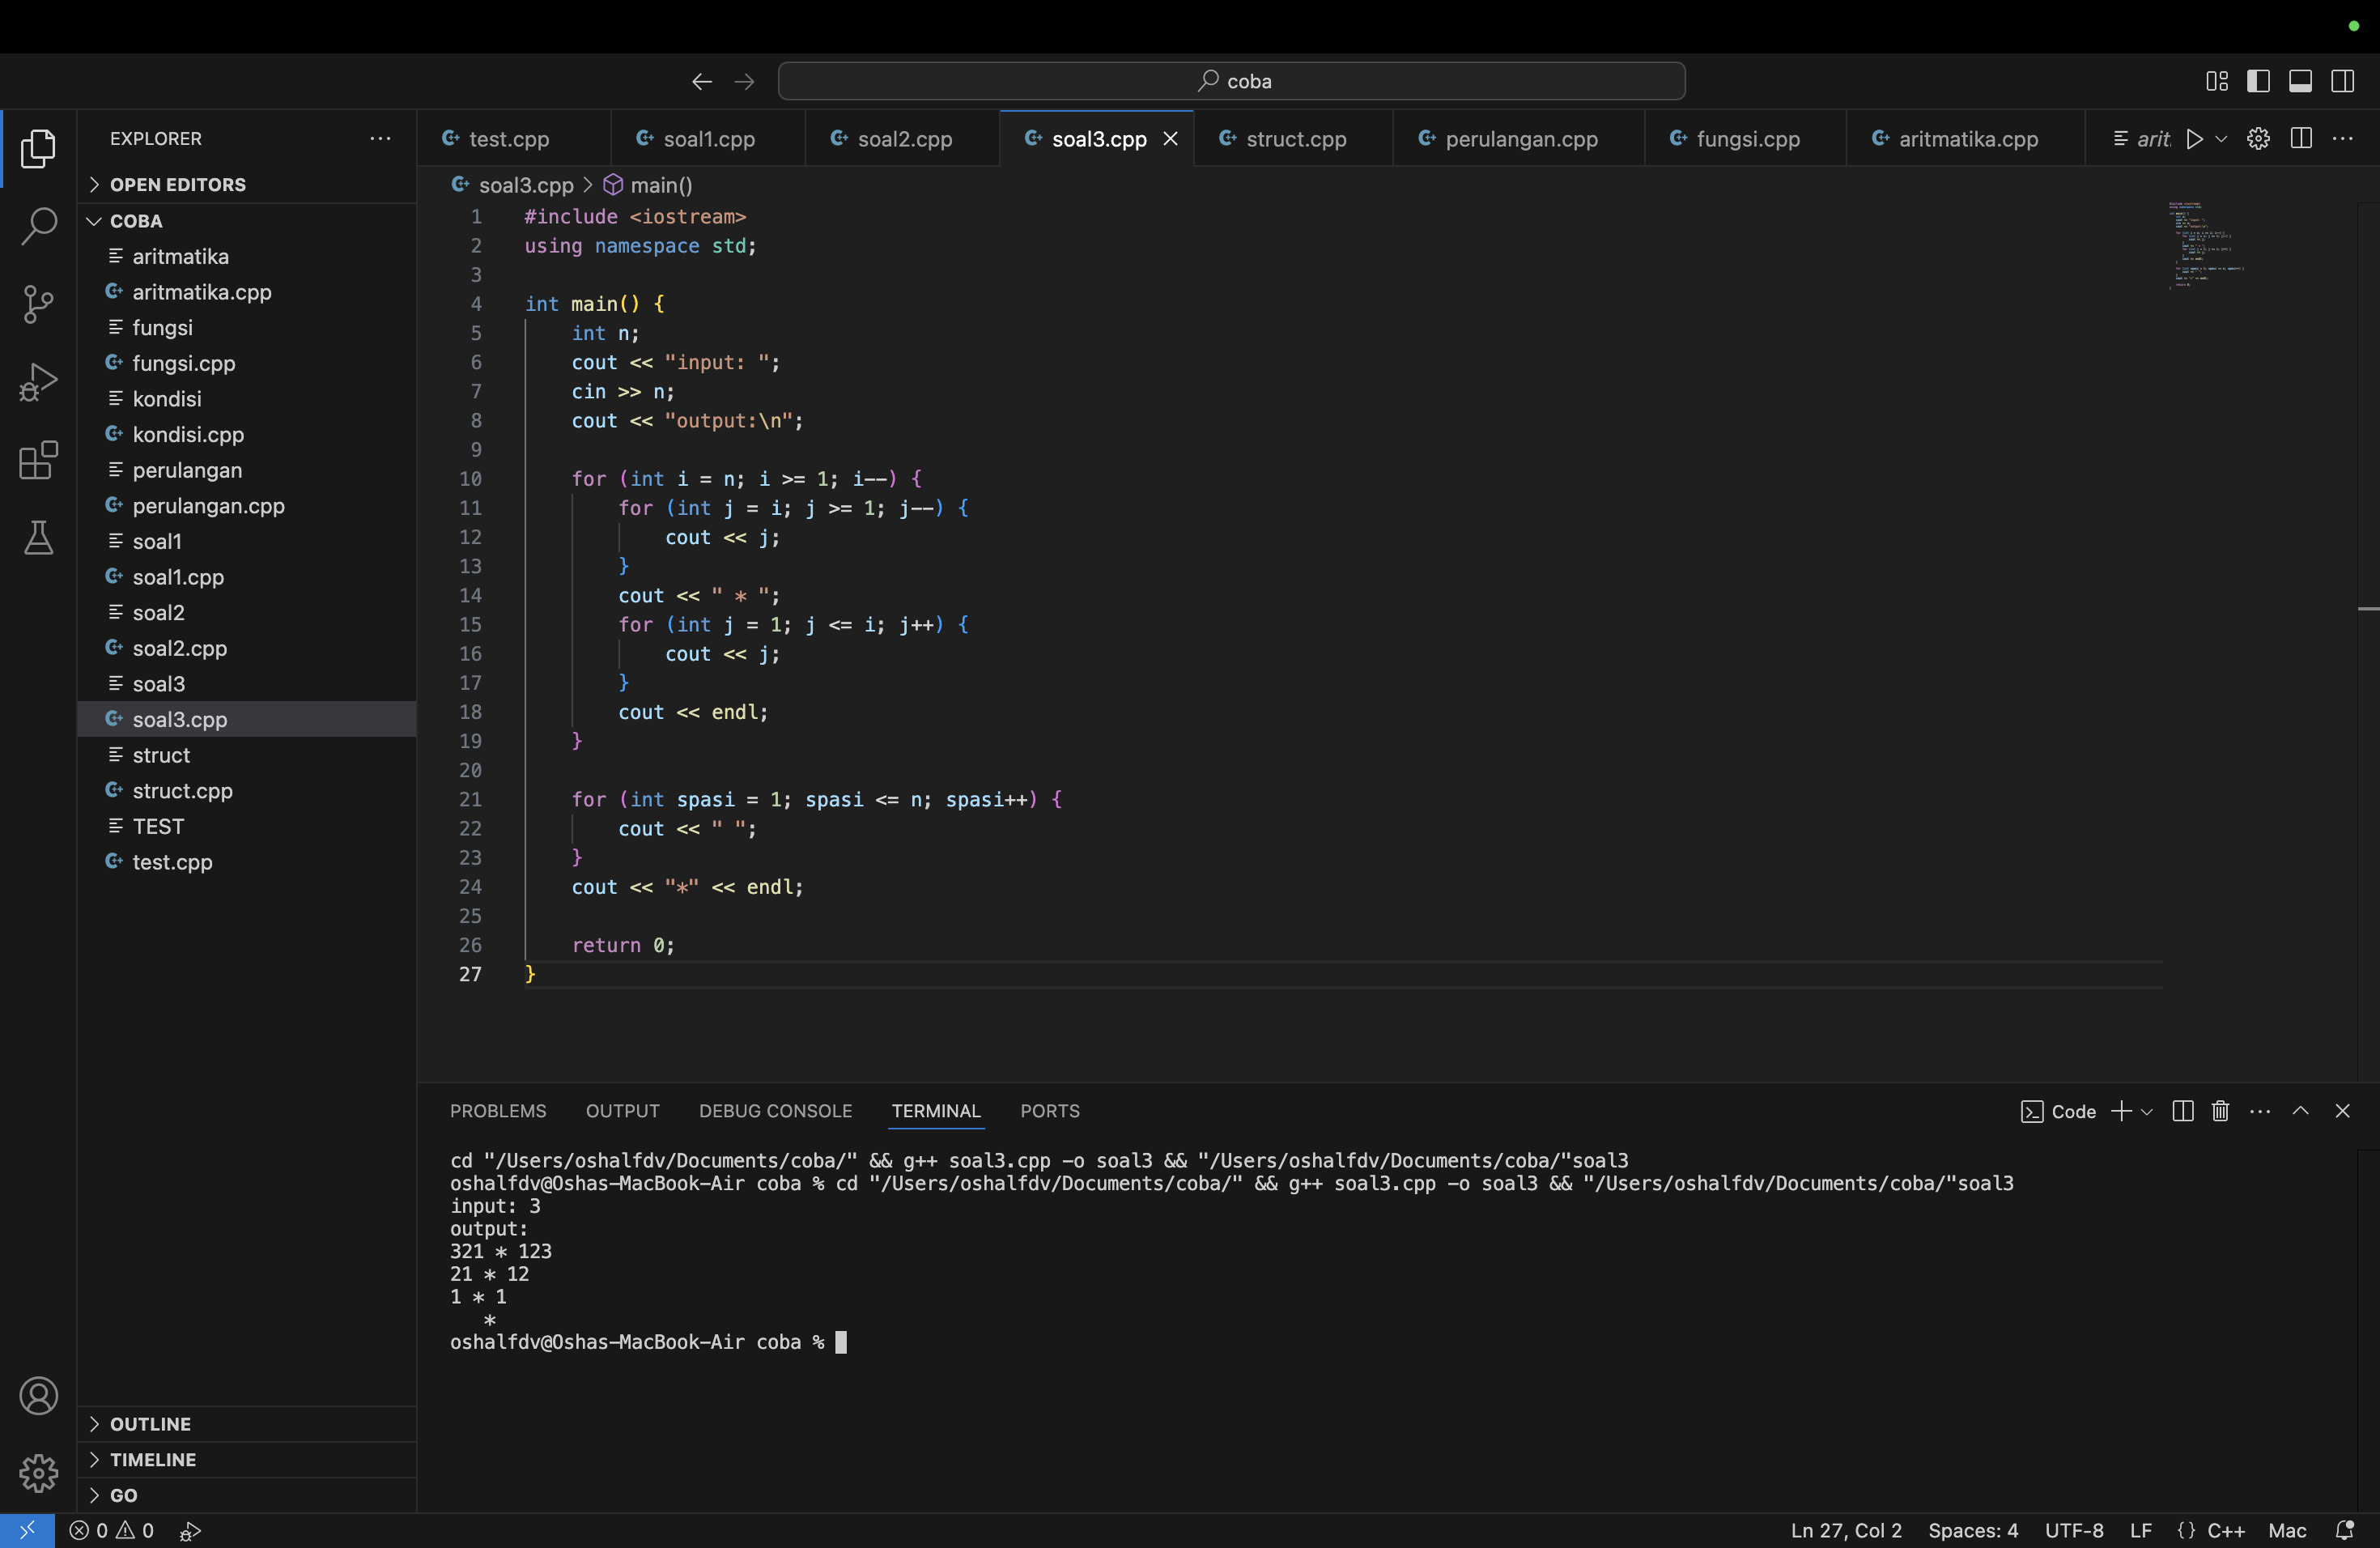 coba
EXPLORER
OPEN EDITORS
COBA
aritmatika
aritmatika.cpp
fungsi
fungsi.cpp
kondisi
kondisi.cpp
perulangan
perulangan.cpp
soal1
soal1.cpp
soal2
soal2.cpp
soal3
soal3.cpp
struct
struct.cpp
TEST
test.cpp
OUTLINE
TIMELINE
GO
test.cpp soal1.cpp soal2.cpp soal3.cpp struct.cpp perulangan.cpp fungsi.cpp aritmatika.cpp arit
soal3.cpp > main()
1 #include <iostream>
2 using namespace std;
3
4 int main() {
5     int n;
6     cout << "input: ";
7     cin >> n;
8     cout << "output:\n";
9
10     for (int i = n; i >= 1; i--) {
11         for (int j = i; j >= 1; j--) {
12             cout << j;
13         }
14         cout << " * ";
15         for (int j = 1; j <= i; j++) {
16             cout << j;
17         }
18         cout << endl;
19     }
20
21     for (int spasi = 1; spasi <= n; spasi++) {
22         cout << " ";
23     }
24     cout << "*" << endl;
25
26     return 0;
27 }
PROBLEMS OUTPUT DEBUG CONSOLE TERMINAL PORTS
Code
cd "/Users/oshalfdv/Documents/coba/" && g++ soal3.cpp -o soal3 && "/Users/oshalfdv/Documents/coba/"soal3
oshalfdv@Oshas-MacBook-Air coba % cd "/Users/oshalfdv/Documents/coba/" && g++ soal3.cpp -o soal3 && "/Users/oshalfdv/Documents/coba/"soal3
input: 3
output:
321 * 123
21 * 12
1 * 1
   *
oshalfdv@Oshas-MacBook-Air coba %
0 0
Ln 27, Col 2 Spaces: 4 UTF-8 LF {} C++ Mac